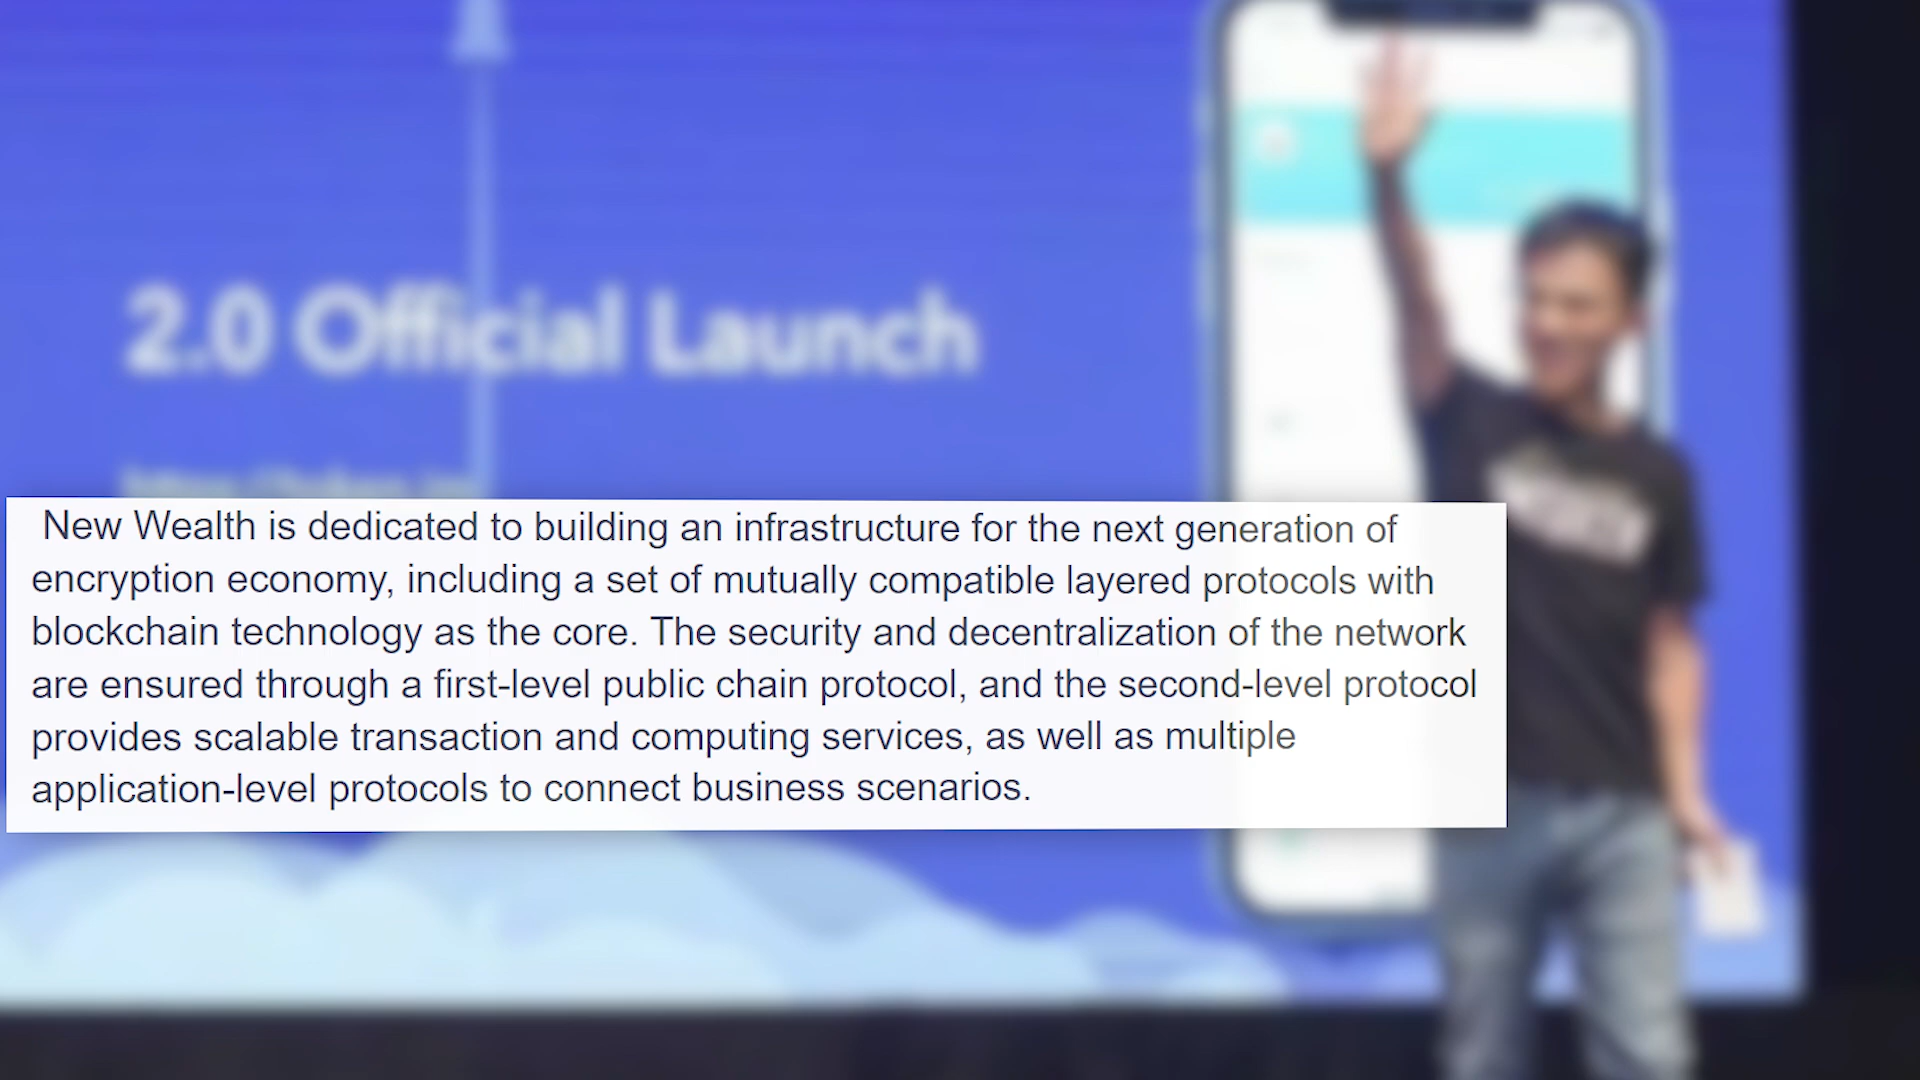 2.0 Official Launch
New Wealth is dedicated to building an infrastructure for the next generation of
encryption economy, including a set of mutually compatible layered protocols with
blockchain technology as the core. The security and decentralization of the network
are ensured through a first-level public chain protocol, and the second-level protocol
provides scalable transaction and computing services, as well as multiple
application-level protocols to connect business scenarios.